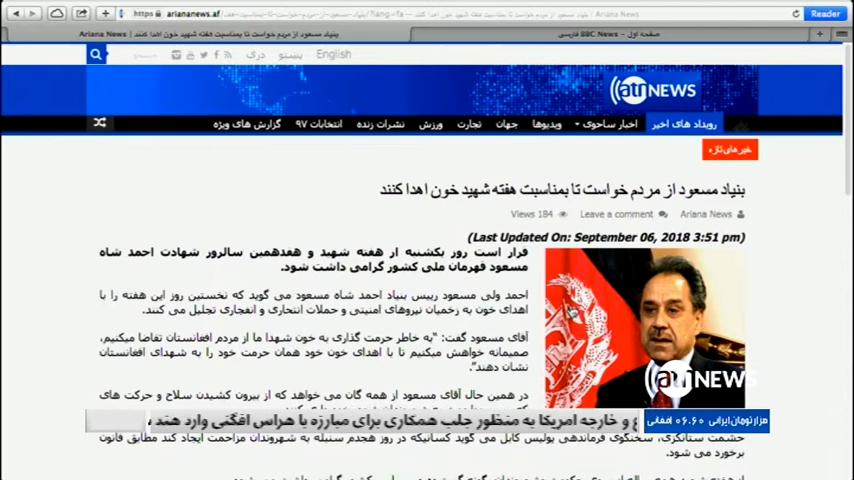 https ariananews.af
Reader
بنیاد مسعود از مردم خواست تا بمناسبت هفته شهید خون اهدا کنند | Ariana News
صفحه اول - BBC News فارسی
English پښتو دری
atn NEWS
رویداد های اخیر اخبار ساحوی ویدیوها جهان تجارت ورزش نشرات زنده انتخابات ۹۷ گزارش های ویژه
خبرهای تازه
بنیاد مسعود از مردم خواست تا بمناسبت هفته شهید خون اهدا کنند
Ariana News Leave a comment 184 Views
(Last Updated On: September 06, 2018 3:51 pm)
قرار است روز یکشنبه از هفته شهید و هفدهمین سالروز شهادت احمد شاه
مسعود قهرمان ملی کشور گرامی داشت شود.
احمد ولی مسعود رییس بنیاد احمد شاه مسعود می گوید که نخستین روز این هفته را با
اهدای خون به زخمیان نیروهای امنیتی و حملات انتحاری و انفجاری تجلیل می کنند.
آقای مسعود گفت: "به خاطر حرمت گذاری به خون شهدا ما از مردم افغانستان تقاضا میکنیم،
صمیمانه خواهش میکنیم تا با اهدای خون خود همان حرمت خود را به شهدای افغانستان
نشان دهند".
در همین حال آقای مسعود از همه گان می خواهد که از بیرون کشیدن سلاح و حرکت های
atn NEWS
هزار تومان ایرانی ۰۶.۶۰ افغانی
ع و خارجه امریکا به منظور جلب همکاری برای مبارزه با هراس افگنی وارد هند ،
حشمت ستانکزی، سخنگوی فرماندهی پولیس کابل می گوید کسانیکه در روز هجدم سنبله به شهروندان مزاحمت ایجاد کند مطابق قانون
برخورد می شود.